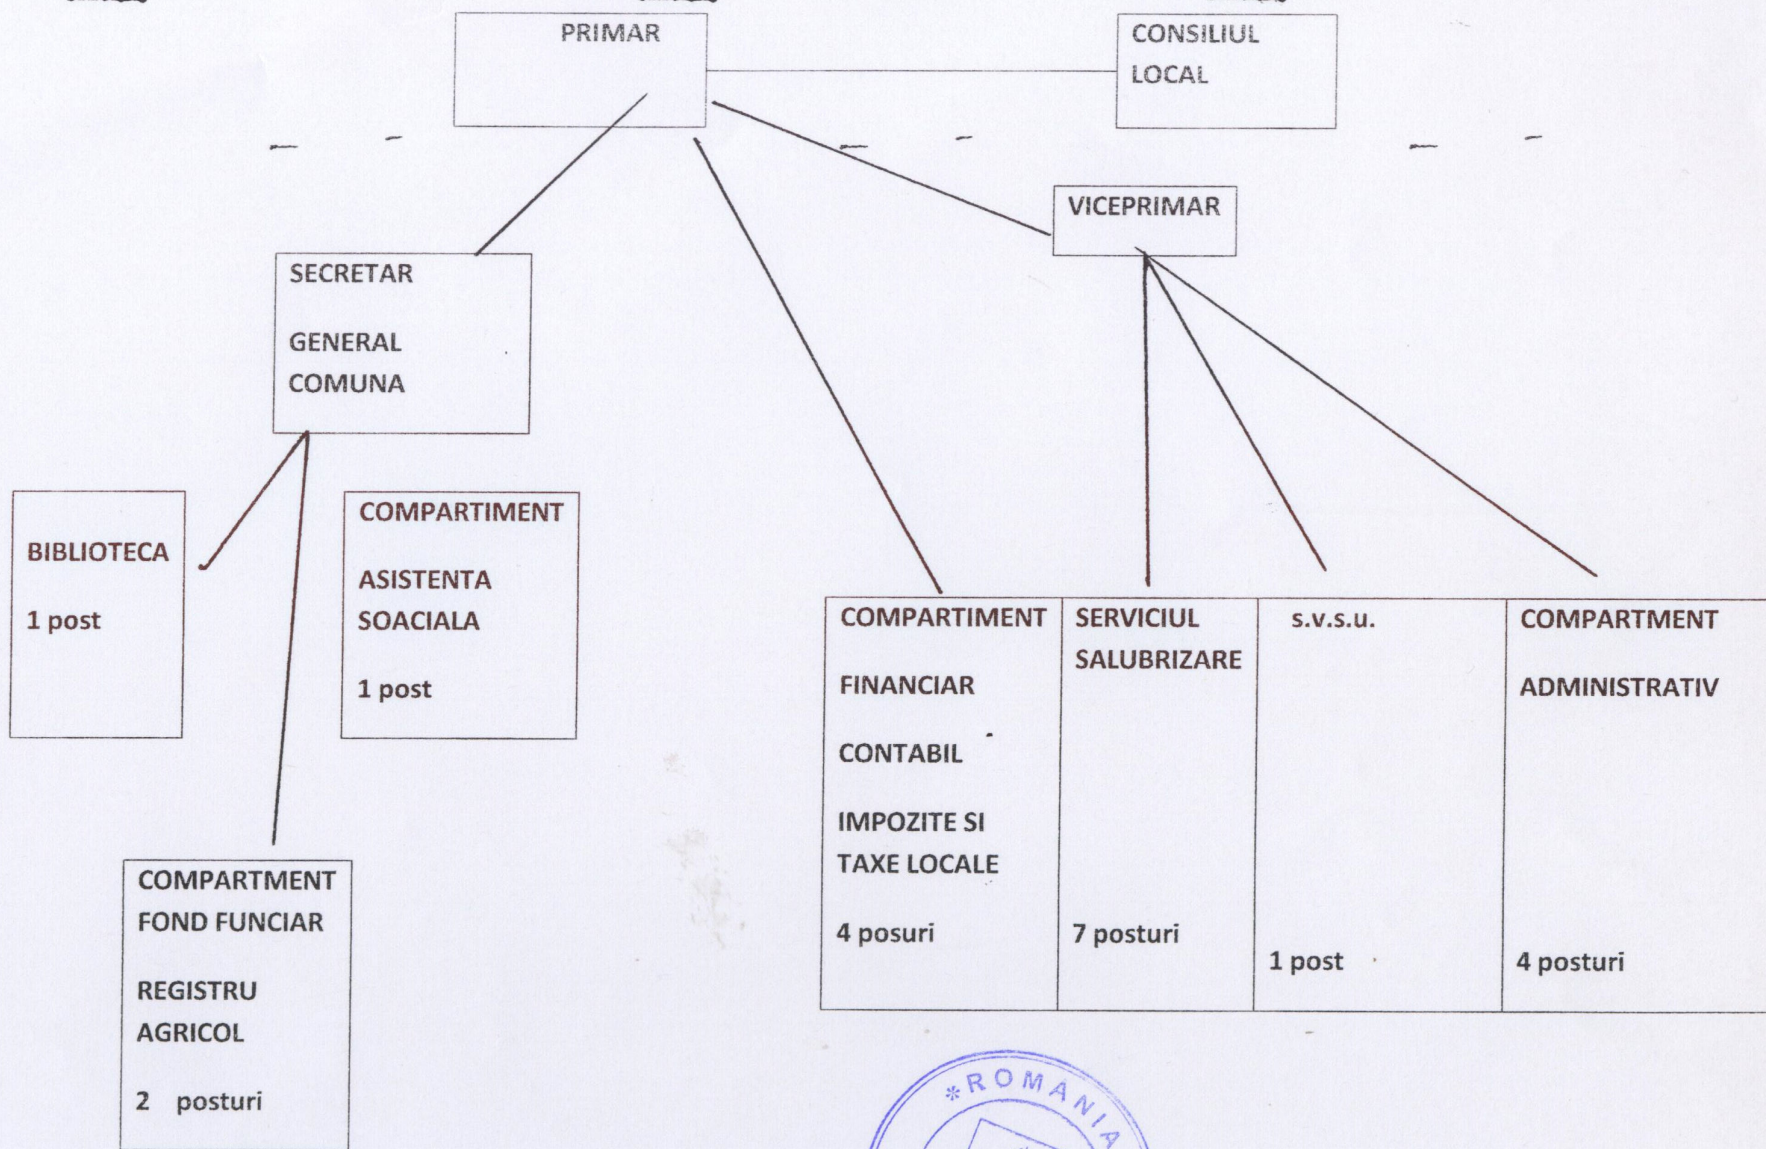 PRIMAR
CONSILIUL
LOCAL
VICEPRIMAR
SECRETAR
GENERAL
COMUNA
BIBLIOTECA
1 post
COMPARTIMENT
ASISTENTA
SOACIALA
1 post
COMPARTIMENT
FINANCIAR
CONTABIL
IMPOZITE SI
TAXE LOCALE
4 posuri
SERVICIUL
SALUBRIZARE
7 posturi
s.v.s.u.
1 post
COMPARTMENT
ADMINISTRATIV
4 posturi
COMPARTMENT
FOND FUNCIAR
REGISTRU
AGRICOL
2 posturi
*ROMÂNIA